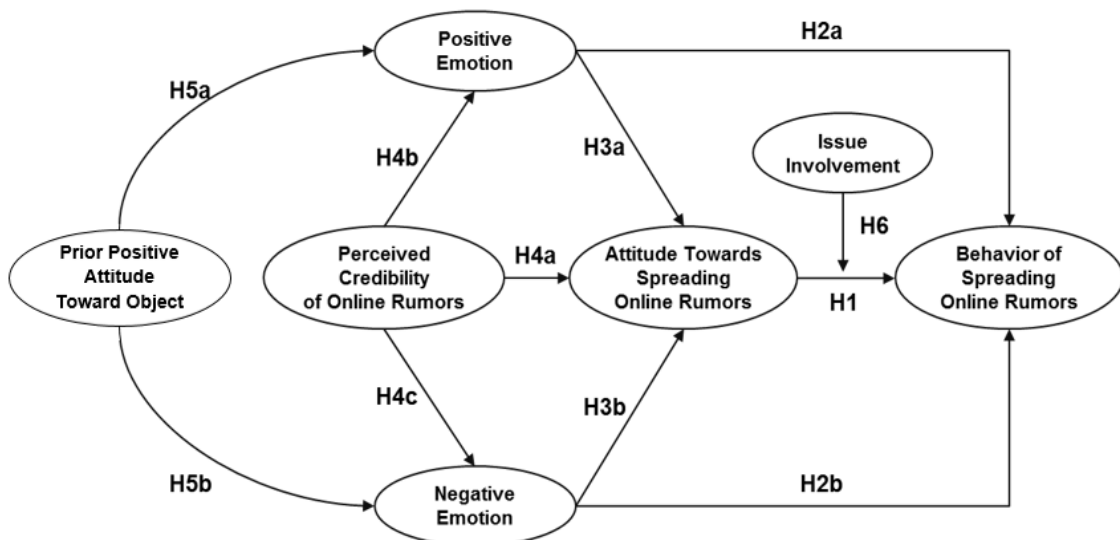 Positive
Emotion
H2a
H5a
H4b
H3a
Issue
Involvement
H6
Prior Positive
Attitude
Toward Object
Perceived
Credibility
of Online Rumors
H4a
Attitude Towards
Spreading
Online Rumors
H1
Behavior of
Spreading
Online Rumors
H4c
H3b
H5b
Negative
Emotion
H2b